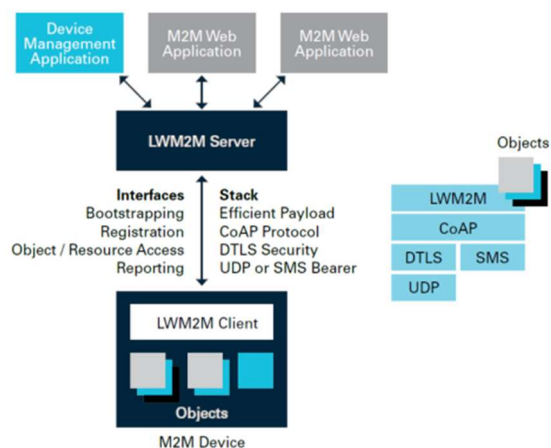 Device
Management
Application
M2M Web
Application
M2M Web
Application
LWM2M Server
Interfaces
Bootstrapping
Registration
Object / Resource Access
Reporting
Stack
Efficient Payload
CoAP Protocol
DTLS Security
UDP or SMS Bearer
LWM2M Client
Objects
M2M Device
Objects
LWM2M
CoAP
DTLS
SMS
UDP